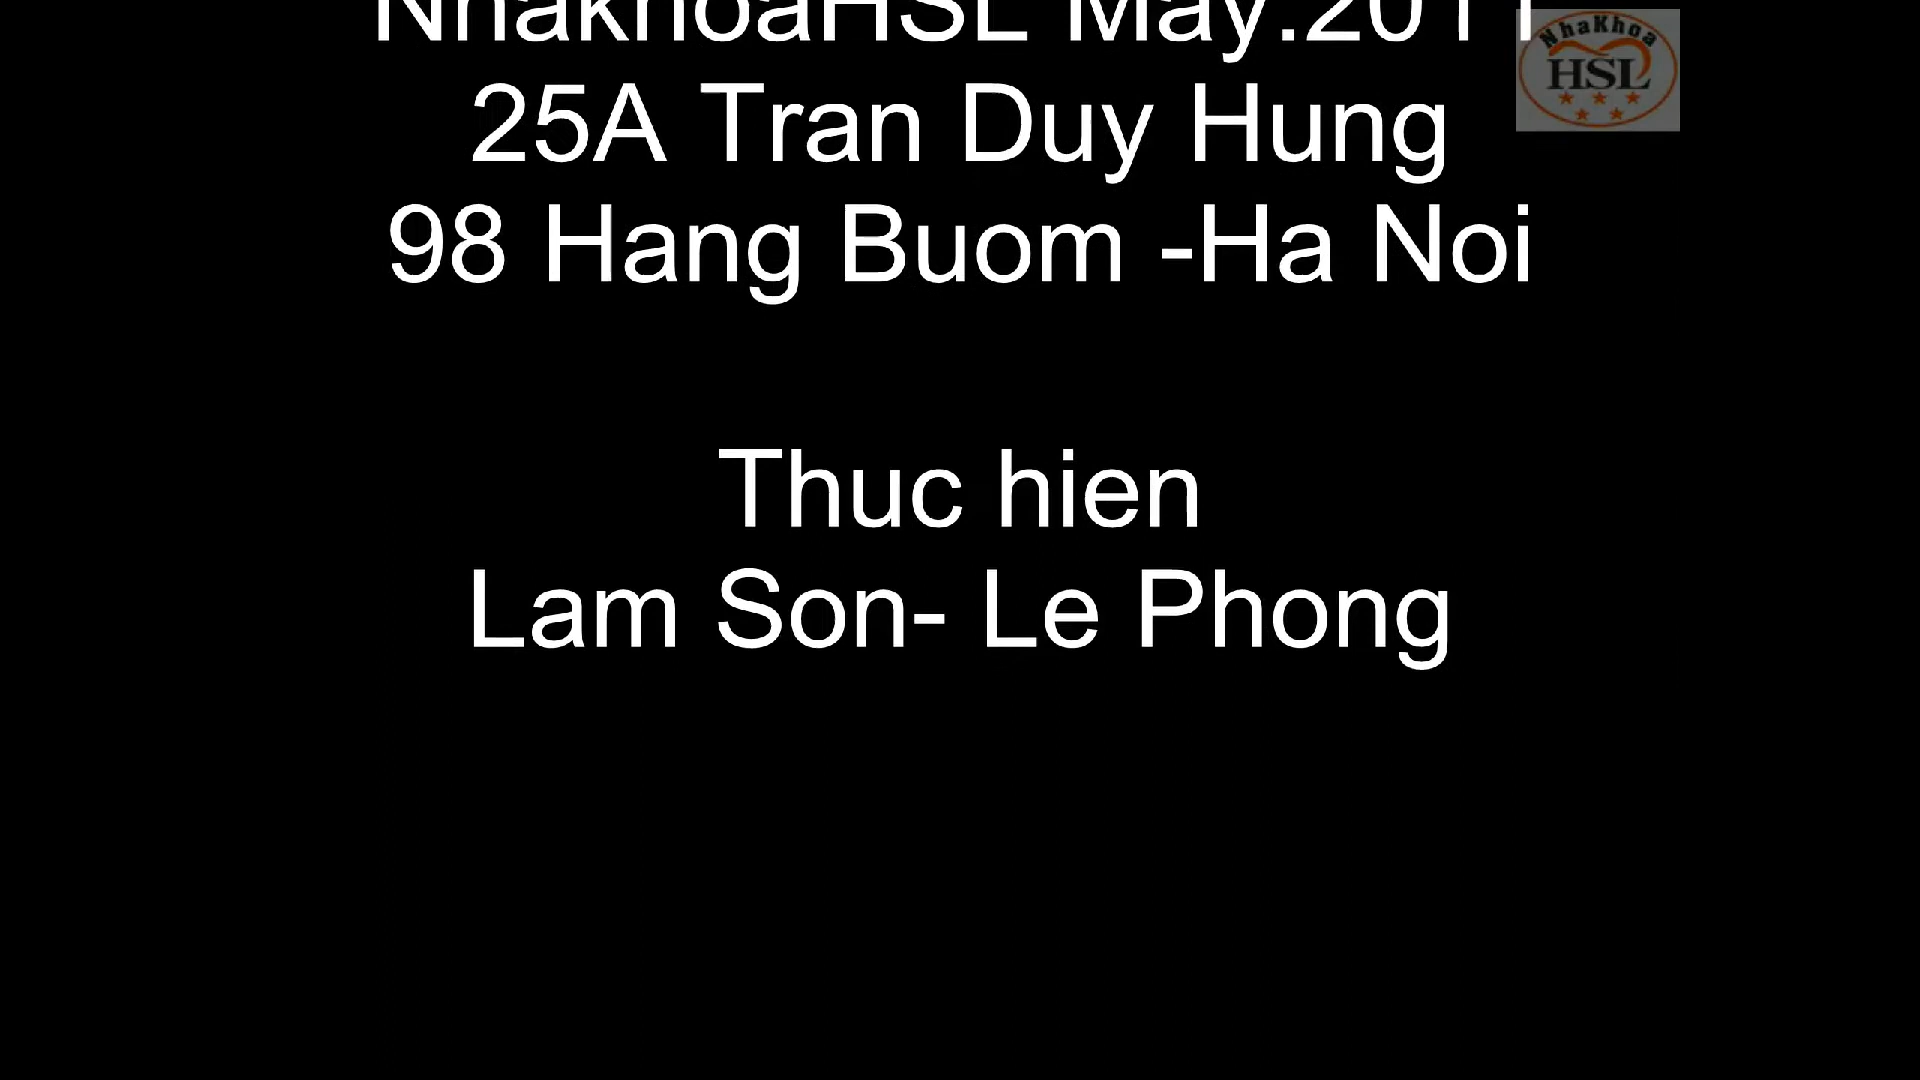 NhakhoaHSL May.2011
25A Tran Duy Hung
98 Hang Buom -Ha Noi
Thuc hien
Lam Son- Le Phong
NhaKhoa
HSL